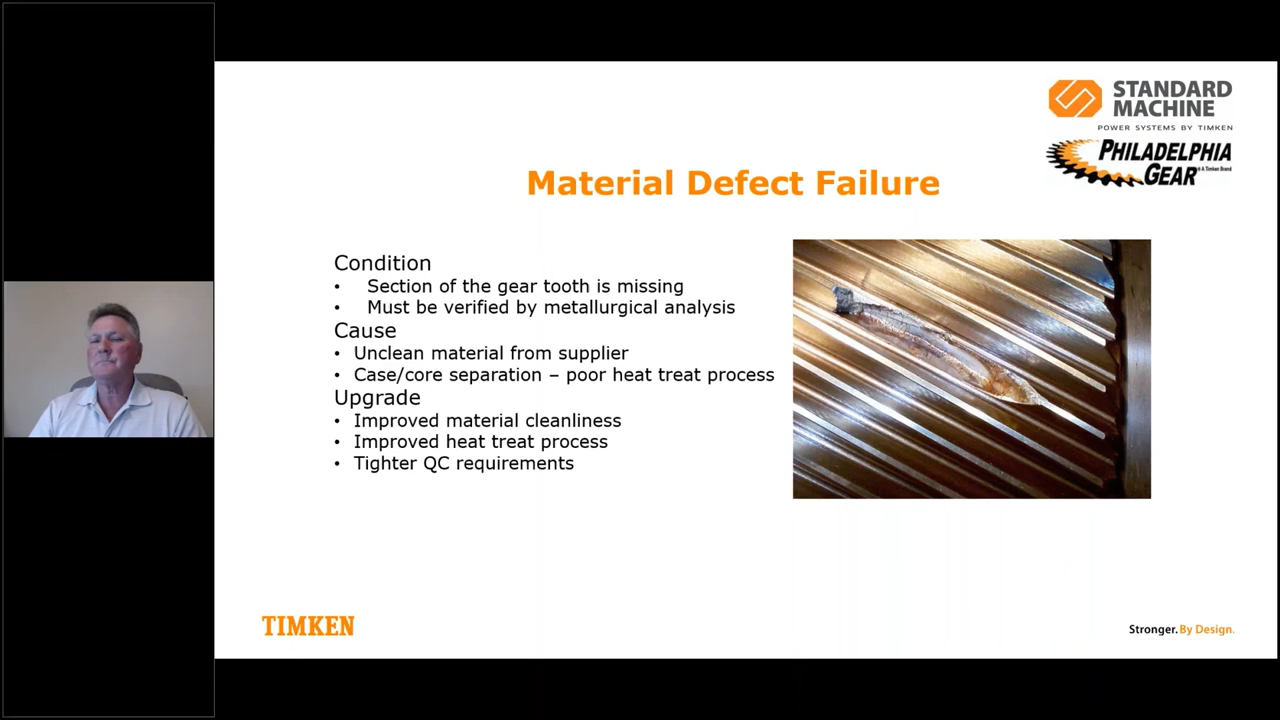 STANDARD
MACHINE
POWER SYSTEMS BY TIMKEN
PHILADELPHIA
GEAR
A Timken Brand
Material Defect Failure
Condition
• Section of the gear tooth is missing
• Must be verified by metallurgical analysis
Cause
• Unclean material from supplier
• Case/core separation – poor heat treat process
Upgrade
• Improved material cleanliness
• Improved heat treat process
• Tighter QC requirements
TIMKEN
Stronger. By Design.